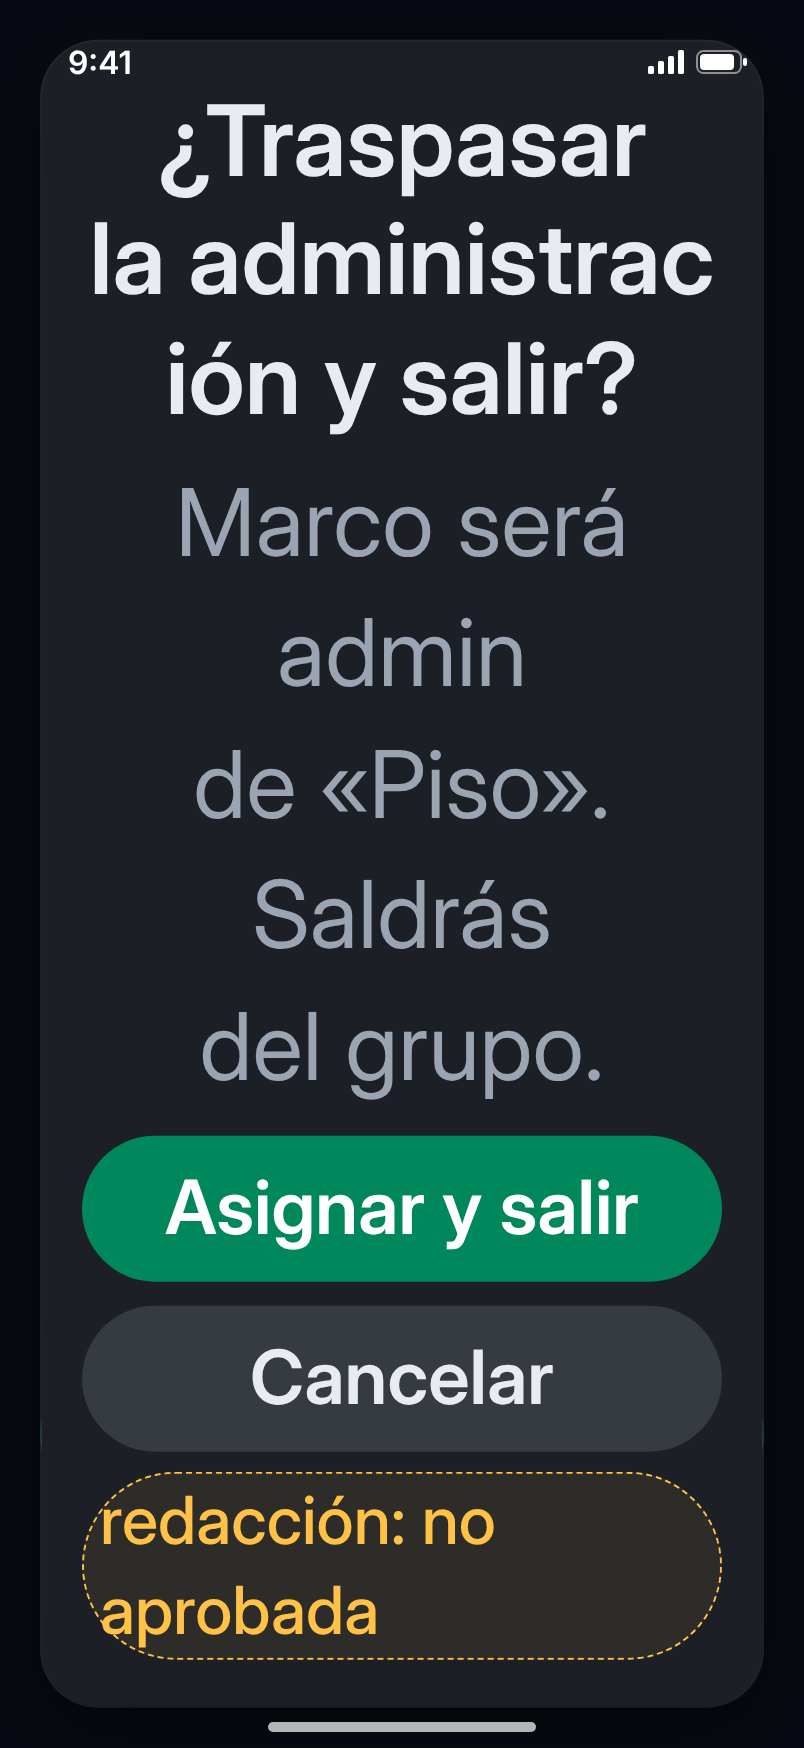 9:41
¿Traspasar
la administrac
ión y salir?
Marco será
admin
de «Piso».
Saldrás
del grupo.
Asignar y salir
Cancelar
redacción: no
aprobada